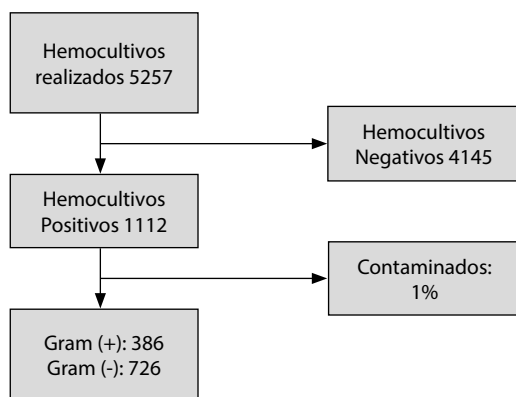 Hemocultivos
realizados 5257
Hemocultivos
Negativos 4145
Hemocultivos
Positivos 1112
Contaminados:
1%
Gram (+): 386
Gram (-): 726